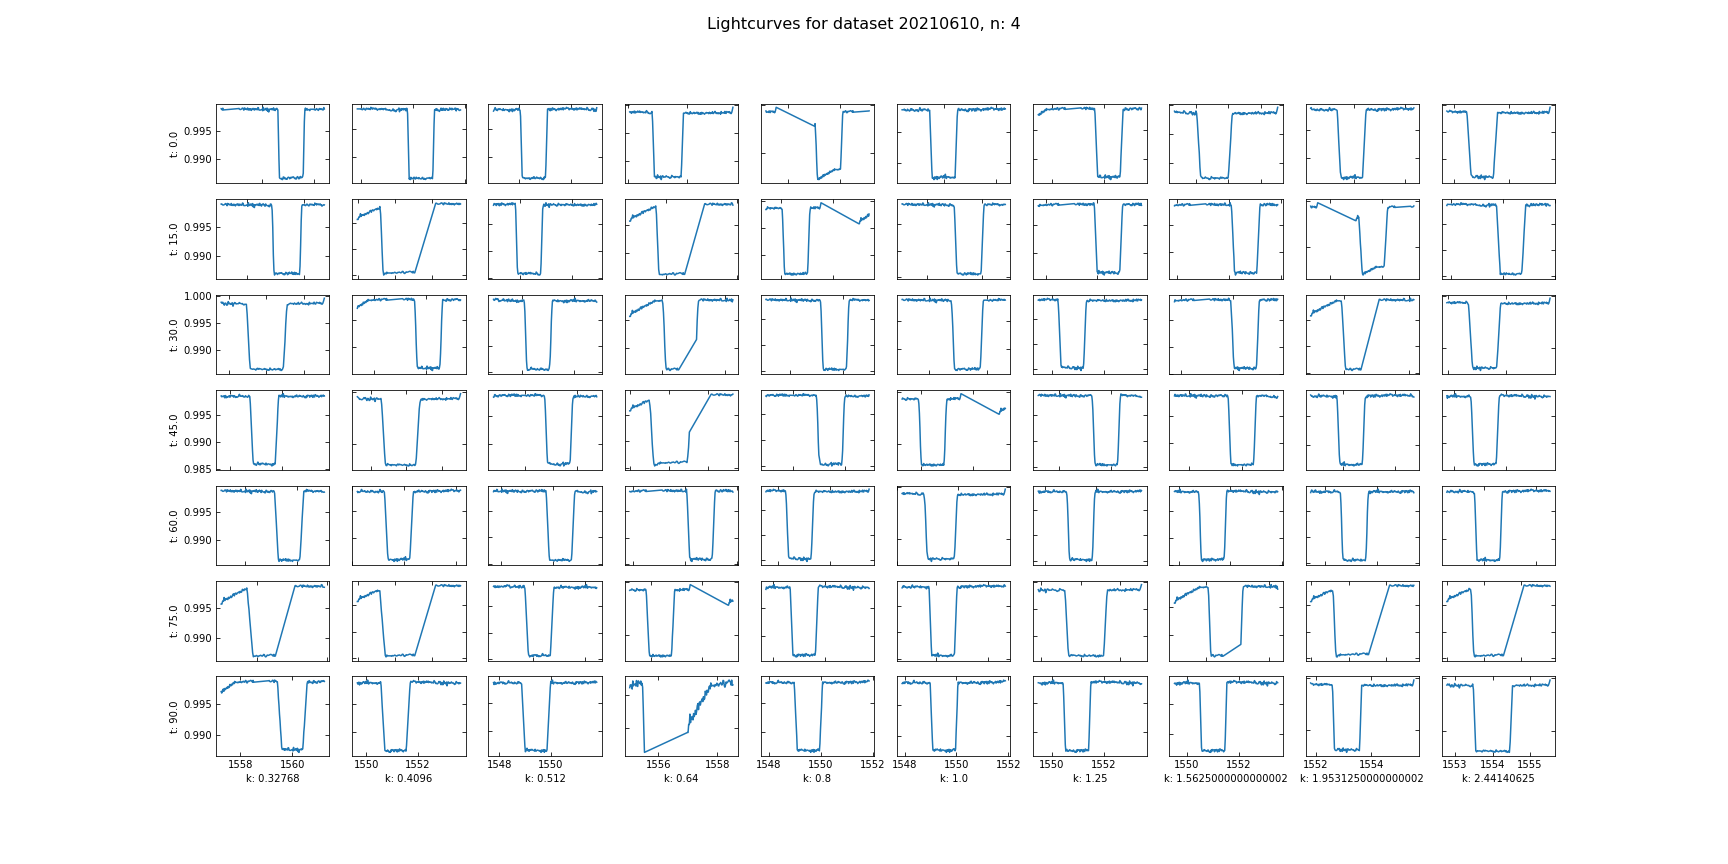 Lightcurves for dataset 20210610, n: 4
t: 0.0
0.995
0.990
t: 15.0
0.995
0.990
t: 30.0
1.000
0.995
0.990
t: 45.0
0.995
0.990
0.985
t: 60.0
0.995
0.990
t: 75.0
0.995
0.990
t: 90.0
0.995
0.990
1558 1560 1550 1552 1548 1550 1556 1558 1548 1550 1552 1548 1550 1552 1550 1552 1550 1552 1552 1554 1553 1554 1555
k: 0.32768 k: 0.4096 k: 0.512 k: 0.64 k: 0.8 k: 1.0 k: 1.25 k: 1.5625000000000002 k: 1.9531250000000002 k: 2.44140625